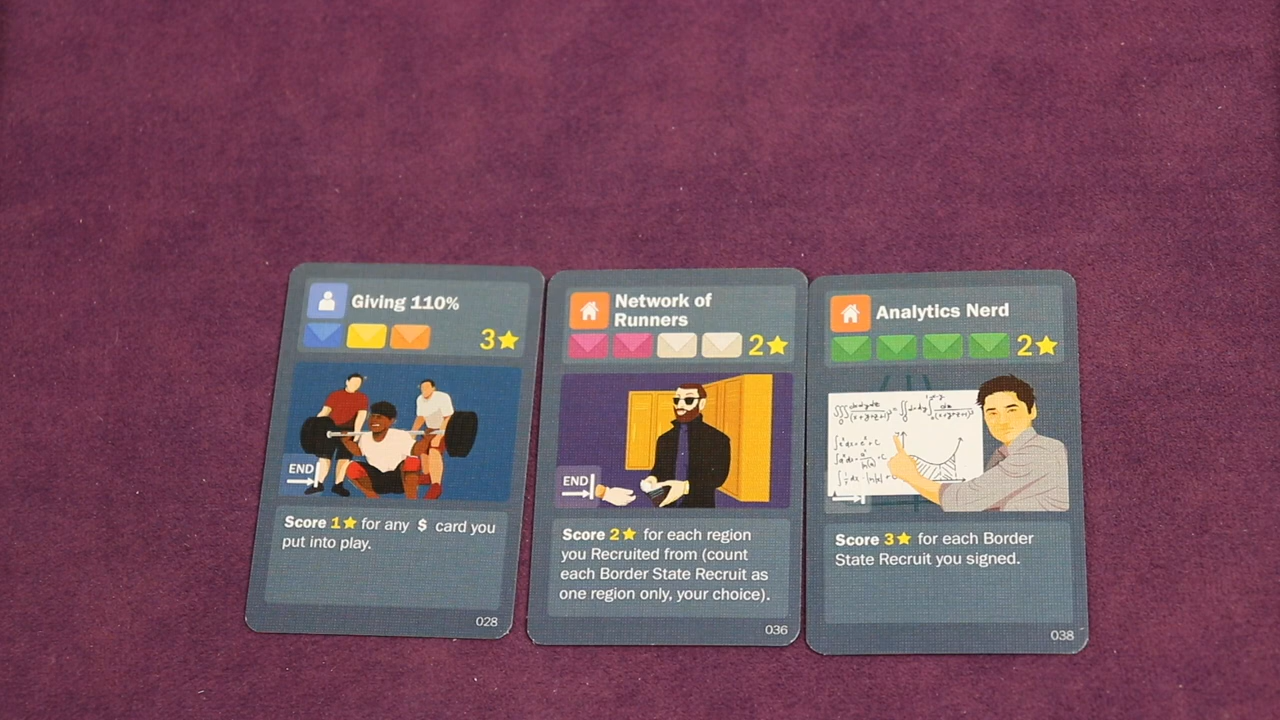 Giving 110%
3
END
Score 1 for any $ card you
put into play.
028
Network of
Runners
2
END
Score 2 for each region
you Recruited from (count
each Border State Recruit as
one region only, your choice).
036
Analytics Nerd
2
Score 3 for each Border
State Recruit you signed.
038